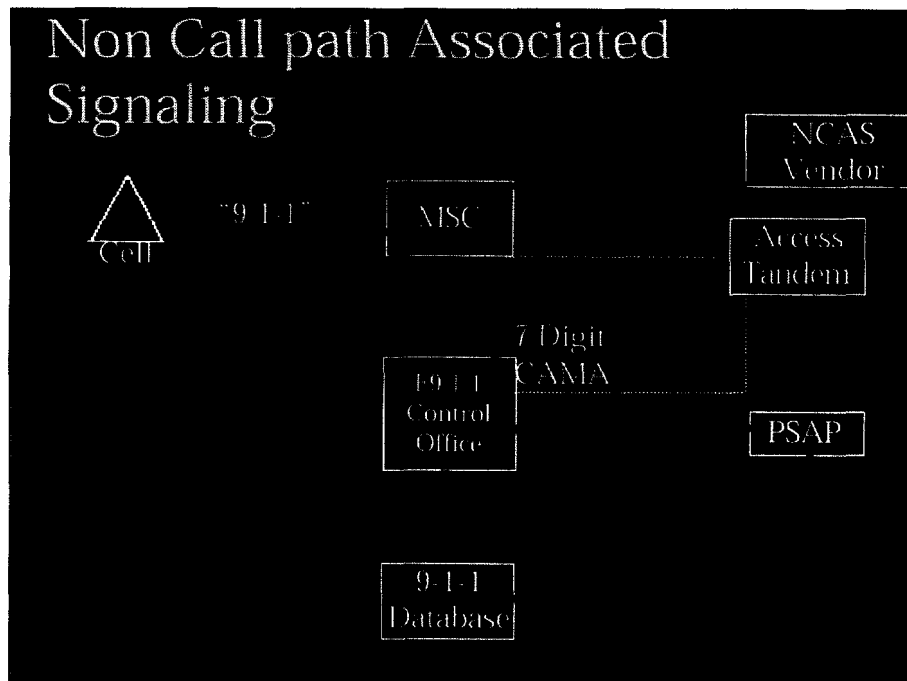 Non Call path Associated
Signaling
NCAS
Vendor
"9-1-1"
MSC
Cell
Access
Tandem
7 Digit
CAMA
E9-1-1
Control
Office
PSAP
9-1-1
Database